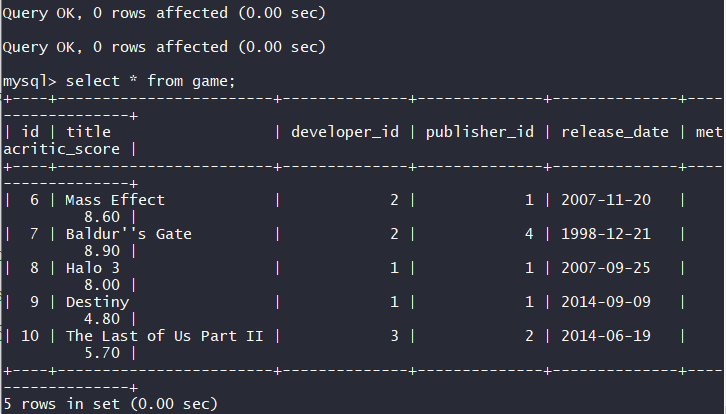 Query OK, 0 rows affected (0.00 sec)
Query OK, 0 rows affected (0.00 sec)
mysql> select * from game;
+----+------------------------+--------------+--------------+--------------+----
--------------+
| id | title                  | developer_id | publisher_id | release_date | met
acritic_score |
+----+------------------------+--------------+--------------+--------------+----
--------------+
|  6 | Mass Effect            |            2 |            1 | 2007-11-20   |
         8.60 |
|  7 | Baldur''s Gate         |            2 |            4 | 1998-12-21   |
         8.90 |
|  8 | Halo 3                 |            1 |            1 | 2007-09-25   |
         8.00 |
|  9 | Destiny                |            1 |            1 | 2014-09-09   |
         4.80 |
| 10 | The Last of Us Part II |            3 |            2 | 2014-06-19   |
         5.70 |
+----+------------------------+--------------+--------------+--------------+----
--------------+
5 rows in set (0.00 sec)